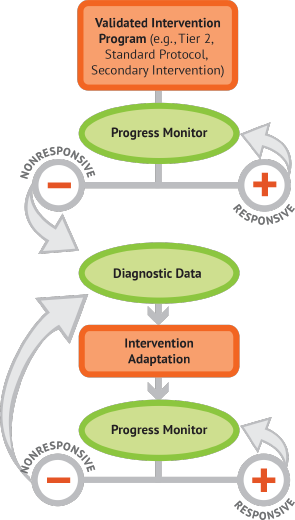 Validated Intervention
Program (e.g., Tier 2,
Standard Protocol,
Secondary Intervention)
Progress Monitor
NONRESPONSIVE
–
+
RESPONSIVE
Diagnostic Data
Intervention
Adaptation
Progress Monitor
NONRESPONSIVE
–
+
RESPONSIVE